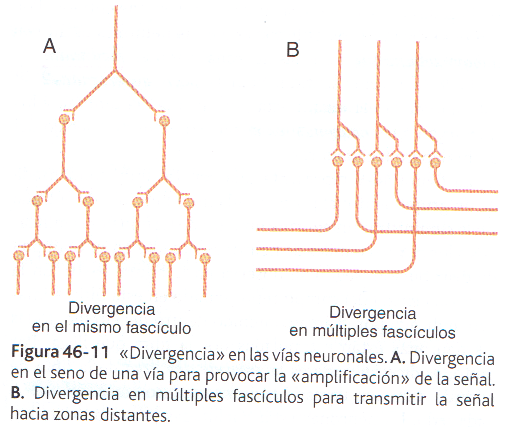 A
B
Divergencia
en el mismo fascículo
Divergencia
en múltiples fascículos
Figura 46-11 «Divergencia» en las vías neuronales. A. Divergencia
en el seno de una vía para provocar la «amplificación» de la señal.
B. Divergencia en múltiples fascículos para transmitir la señal
hacia zonas distantes.